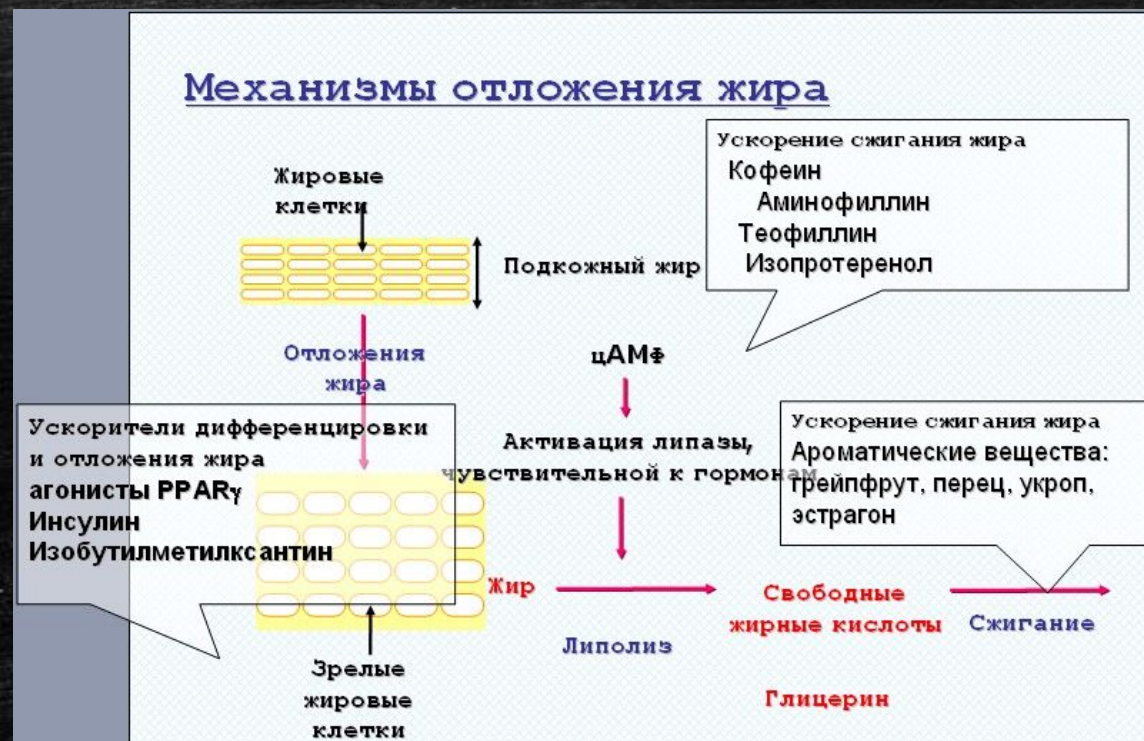 Механизмы отложения жира
Жировые
клетки
Подкожный жир
Отложения
жира
Ускорители дифференцировки
и отложения жира
агонисты PPARγ
Инсулин
Изобутилметилксантин
Зрелые
жировые
клетки
Ускорение сжигания жира
Кофеин
Аминофиллин
Теофиллин
Изопротеренол
цАМФ
Активация липазы,
чувствительной к гормонам
Ускорение сжигания жира
Ароматические вещества:
грейпфрут, перец, укроп,
эстрагон
Жир
Липолиз
Свободные
жирные кислоты
Сжигание
Глицерин